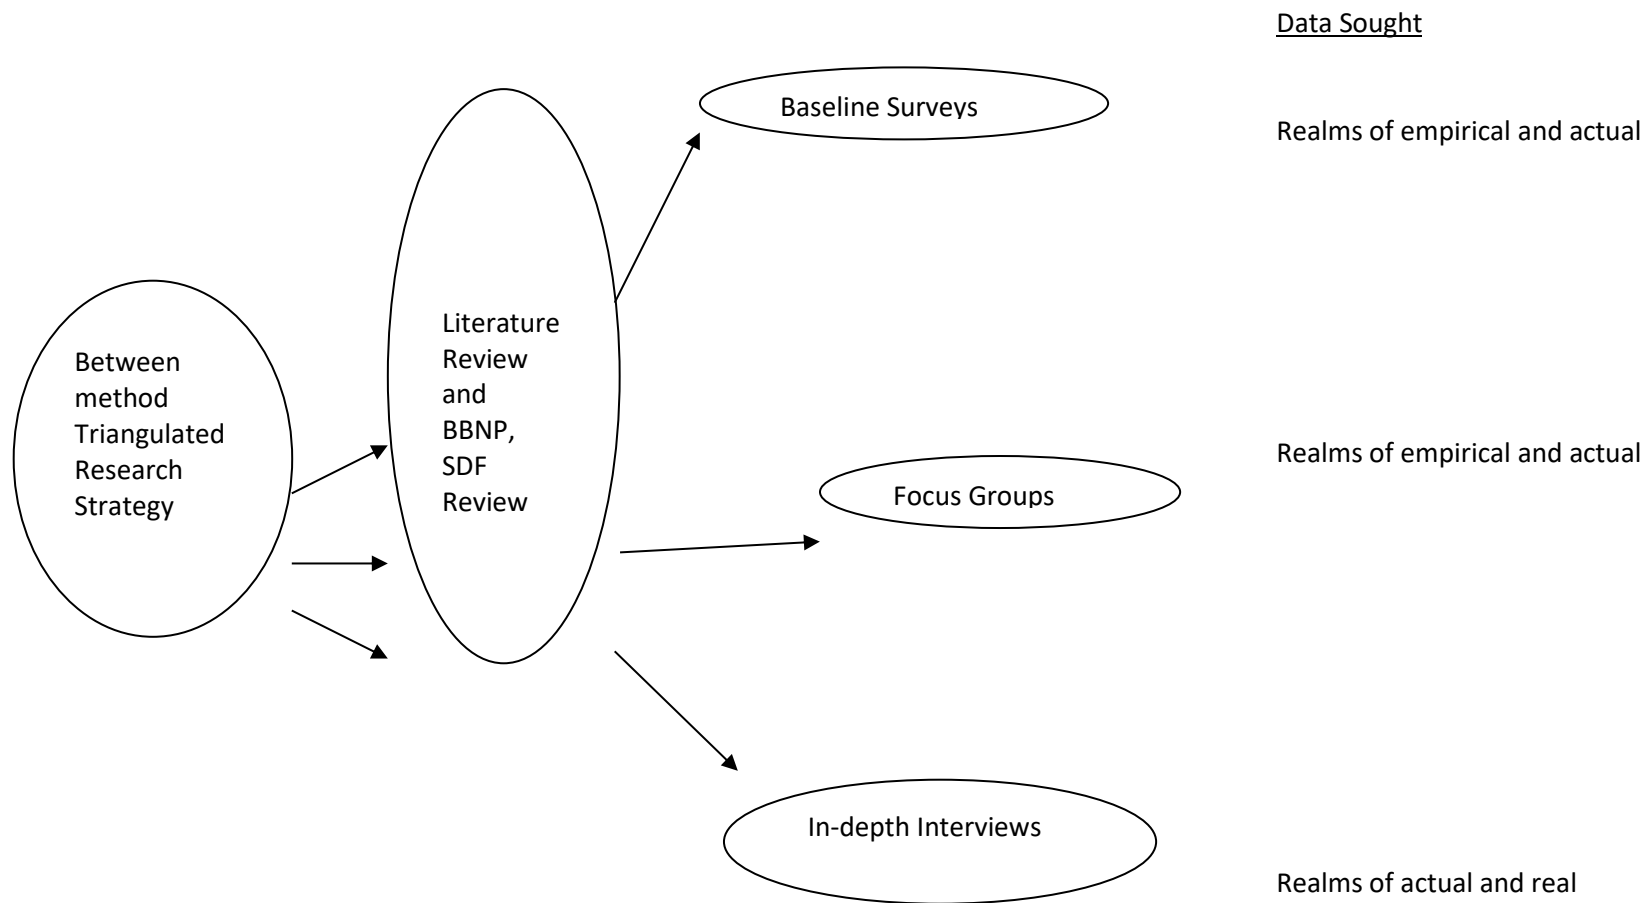 Data Sought
Baseline Surveys
Realms of empirical and actual
Between
method
Triangulated
Research
Strategy
Literature
Review
and
BBNP,
SDF
Review
Realms of empirical and actual
Focus Groups
In-depth Interviews
Realms of actual and real